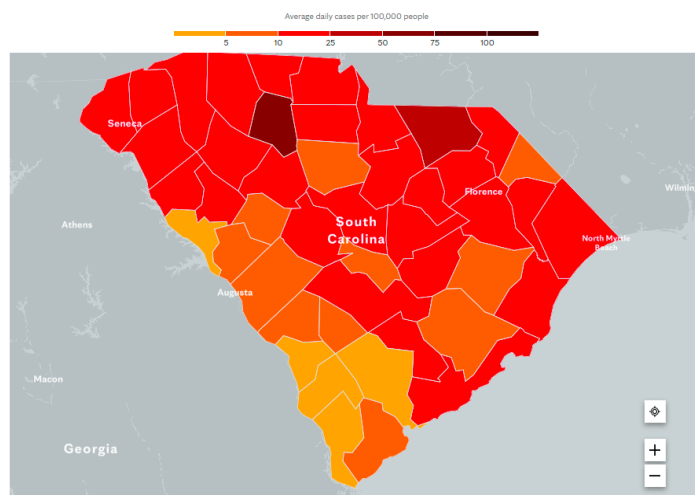 Average daily cases per 100,000 people
5 10 25 50 75 100
Seneca
Florence
Wilmin
South
Carolina
Athens
North Myrtle
Beach
Augusta
Macon
Georgia
+
−